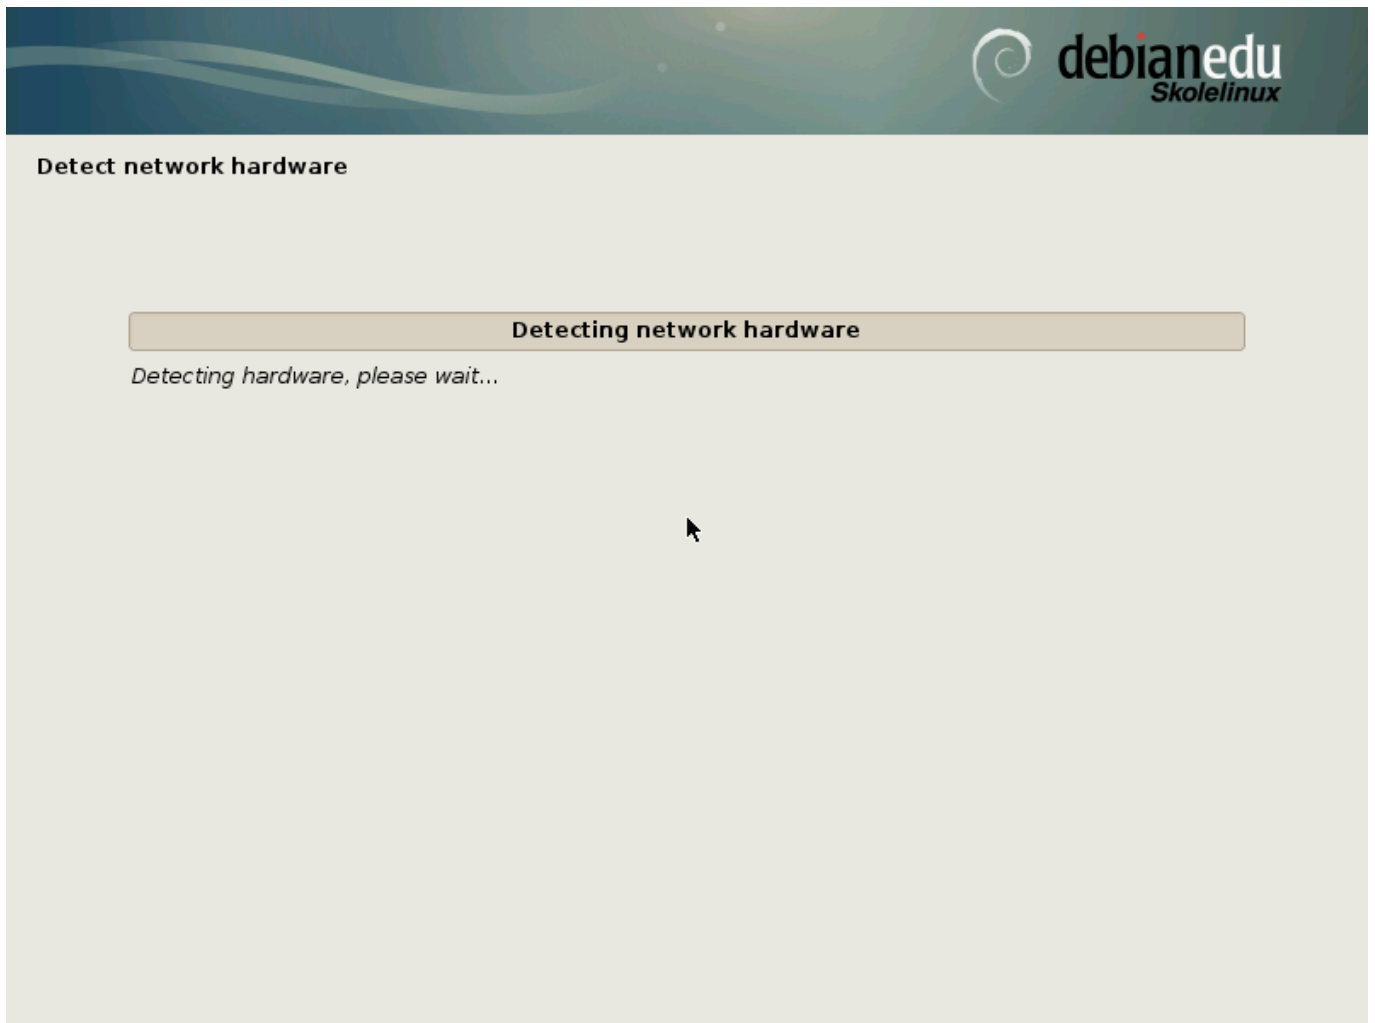 debianedu
Skolelinux
Detect network hardware
Detecting network hardware
Detecting hardware, please wait...